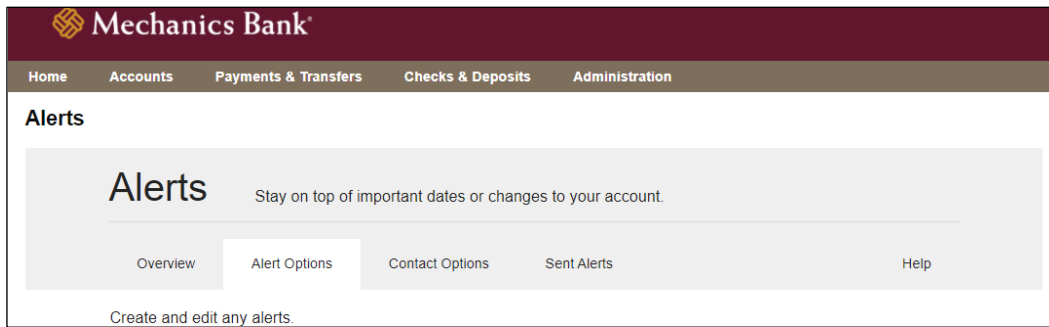 Mechanics Bank®
Home Accounts Payments & Transfers Checks & Deposits Administration
Alerts
Alerts Stay on top of important dates or changes to your account.
Overview Alert Options Contact Options Sent Alerts Help
Create and edit any alerts.